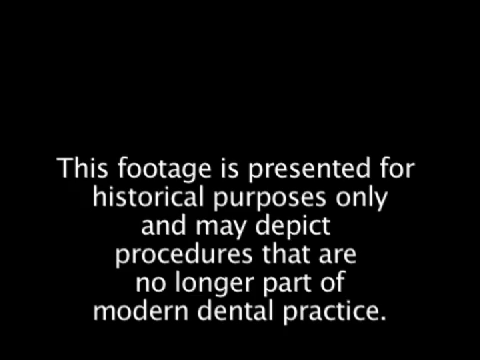 This footage is presented for
historical purposes only
and may depict
procedures that are
no longer part of
modern dental practice.